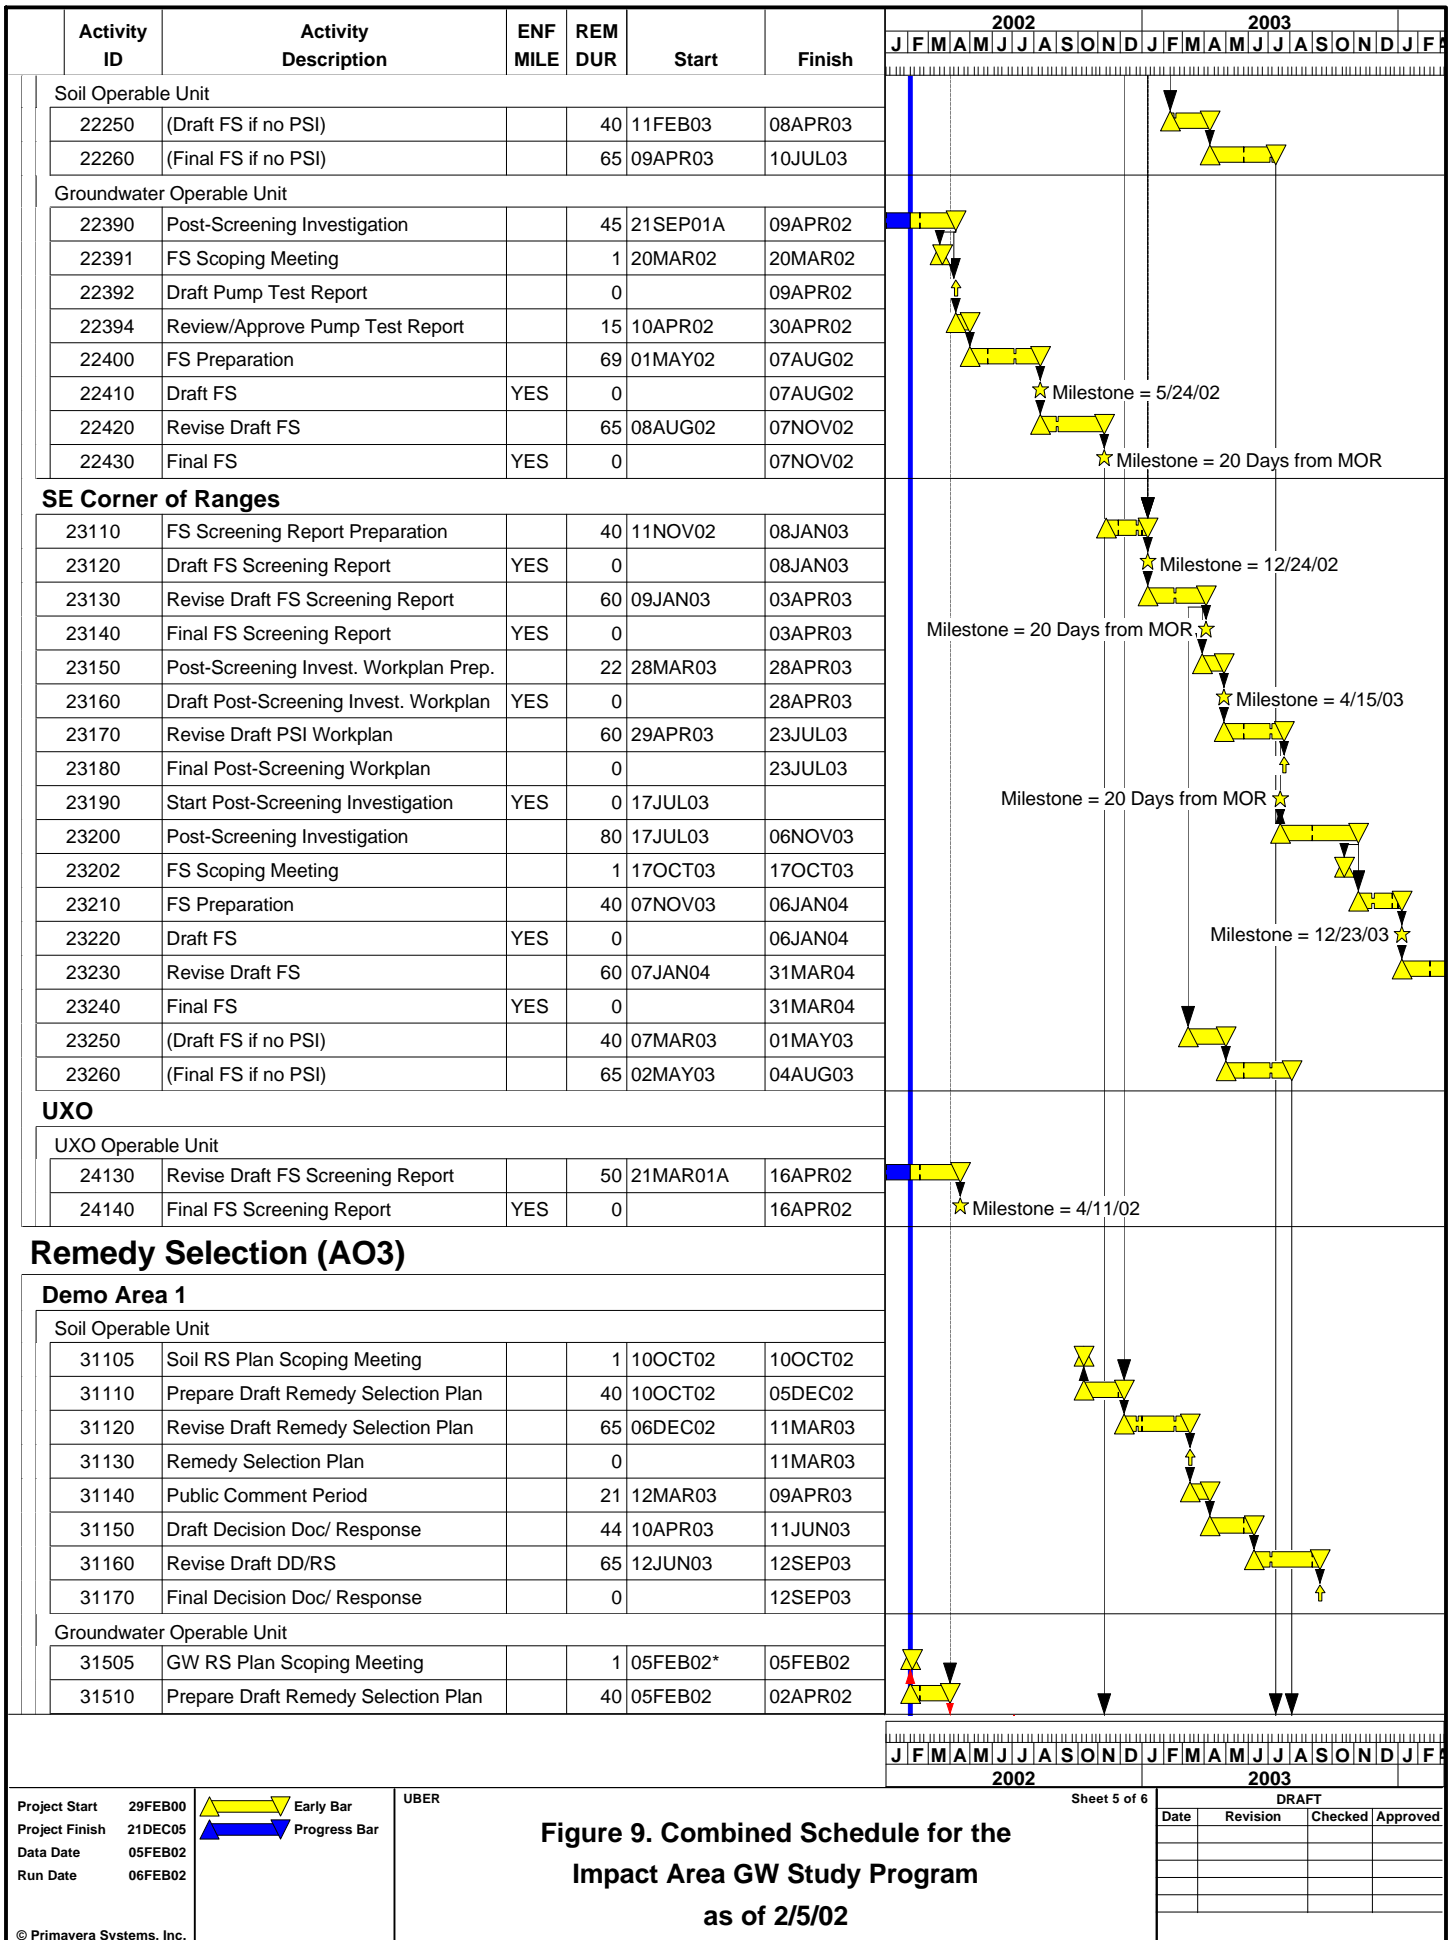 Activity ID Activity Description ENF MILE REM DUR Start Finish
2002 2003
J F M A M J J A S O N D J F M A M J J A S O N D J F
Soil Operable Unit
22250 (Draft FS if no PSI) 40 11FEB03 08APR03
22260 (Final FS if no PSI) 65 09APR03 10JUL03
Groundwater Operable Unit
22390 Post-Screening Investigation 45 21SEP01A 09APR02
22391 FS Scoping Meeting 1 20MAR02 20MAR02
22392 Draft Pump Test Report 0 09APR02
22394 Review/Approve Pump Test Report 15 10APR02 30APR02
22400 FS Preparation 69 01MAY02 07AUG02
22410 Draft FS YES 0 07AUG02 Milestone = 5/24/02
22420 Revise Draft FS 65 08AUG02 07NOV02
22430 Final FS YES 0 07NOV02 Milestone = 20 Days from MOR
SE Corner of Ranges
23110 FS Screening Report Preparation 40 11NOV02 08JAN03
23120 Draft FS Screening Report YES 0 08JAN03 Milestone = 12/24/02
23130 Revise Draft FS Screening Report 60 09JAN03 03APR03
23140 Final FS Screening Report YES 0 03APR03 Milestone = 20 Days from MOR
23150 Post-Screening Invest. Workplan Prep. 22 28MAR03 28APR03
23160 Draft Post-Screening Invest. Workplan YES 0 28APR03 Milestone = 4/15/03
23170 Revise Draft PSI Workplan 60 29APR03 23JUL03
23180 Final Post-Screening Workplan 0 23JUL03
23190 Start Post-Screening Investigation YES 0 17JUL03 Milestone = 20 Days from MOR
23200 Post-Screening Investigation 80 17JUL03 06NOV03
23202 FS Scoping Meeting 1 17OCT03 17OCT03
23210 FS Preparation 40 07NOV03 06JAN04
23220 Draft FS YES 0 06JAN04 Milestone = 12/23/03
23230 Revise Draft FS 60 07JAN04 31MAR04
23240 Final FS YES 0 31MAR04
23250 (Draft FS if no PSI) 40 07MAR03 01MAY03
23260 (Final FS if no PSI) 65 02MAY03 04AUG03
UXO
UXO Operable Unit
24130 Revise Draft FS Screening Report 50 21MAR01A 16APR02
24140 Final FS Screening Report YES 0 16APR02 Milestone = 4/11/02
Remedy Selection (AO3)
Demo Area 1
Soil Operable Unit
31105 Soil RS Plan Scoping Meeting 1 10OCT02 10OCT02
31110 Prepare Draft Remedy Selection Plan 40 10OCT02 05DEC02
31120 Revise Draft Remedy Selection Plan 65 06DEC02 11MAR03
31130 Remedy Selection Plan 0 11MAR03
31140 Public Comment Period 21 12MAR03 09APR03
31150 Draft Decision Doc/ Response 44 10APR03 11JUN03
31160 Revise Draft DD/RS 65 12JUN03 12SEP03
31170 Final Decision Doc/ Response 0 12SEP03
Groundwater Operable Unit
31505 GW RS Plan Scoping Meeting 1 05FEB02* 05FEB02
31510 Prepare Draft Remedy Selection Plan 40 05FEB02 02APR02
J F M A M J J A S O N D J F M A M J J A S O N D J F
2002 2003
Project Start 29FEB00
Project Finish 21DEC05
Data Date 05FEB02
Run Date 06FEB02
© Primavera Systems, Inc.
Early Bar
Progress Bar
UBER
Sheet 5 of 6
Figure 9. Combined Schedule for the
Impact Area GW Study Program
as of 2/5/02
DRAFT
Date Revision Checked Approved